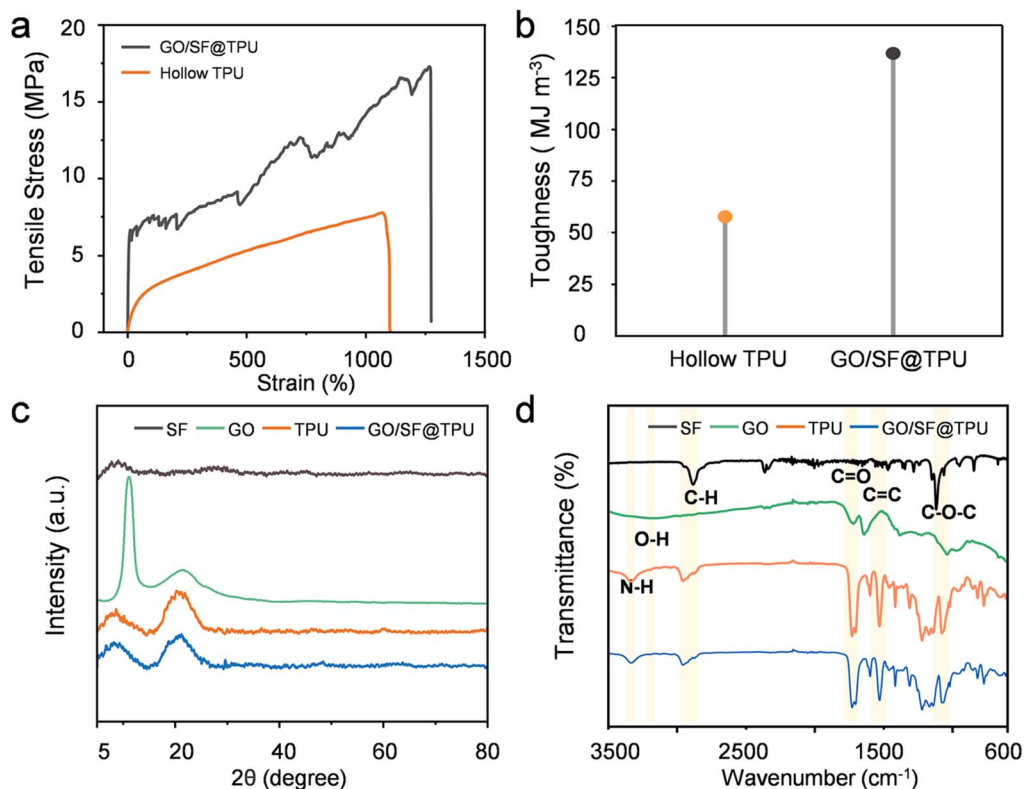 a
20
15
10
5
0
Tensile Stress (MPa)
GO/SF@TPU
Hollow TPU
0 500 1000 1500
Strain (%)
b
150
125
100
75
50
25
0
Toughness ( MJ m⁻³)
Hollow TPU GO/SF@TPU
c
SF GO TPU GO/SF@TPU
Intensity (a.u.)
5 20 40 60 80
2θ (degree)
d
SF GO TPU GO/SF@TPU
Transmittance (%)
C-H
C=O
C=C
C-O-C
O-H
N-H
3500 2500 1500 600
Wavenumber (cm⁻¹)